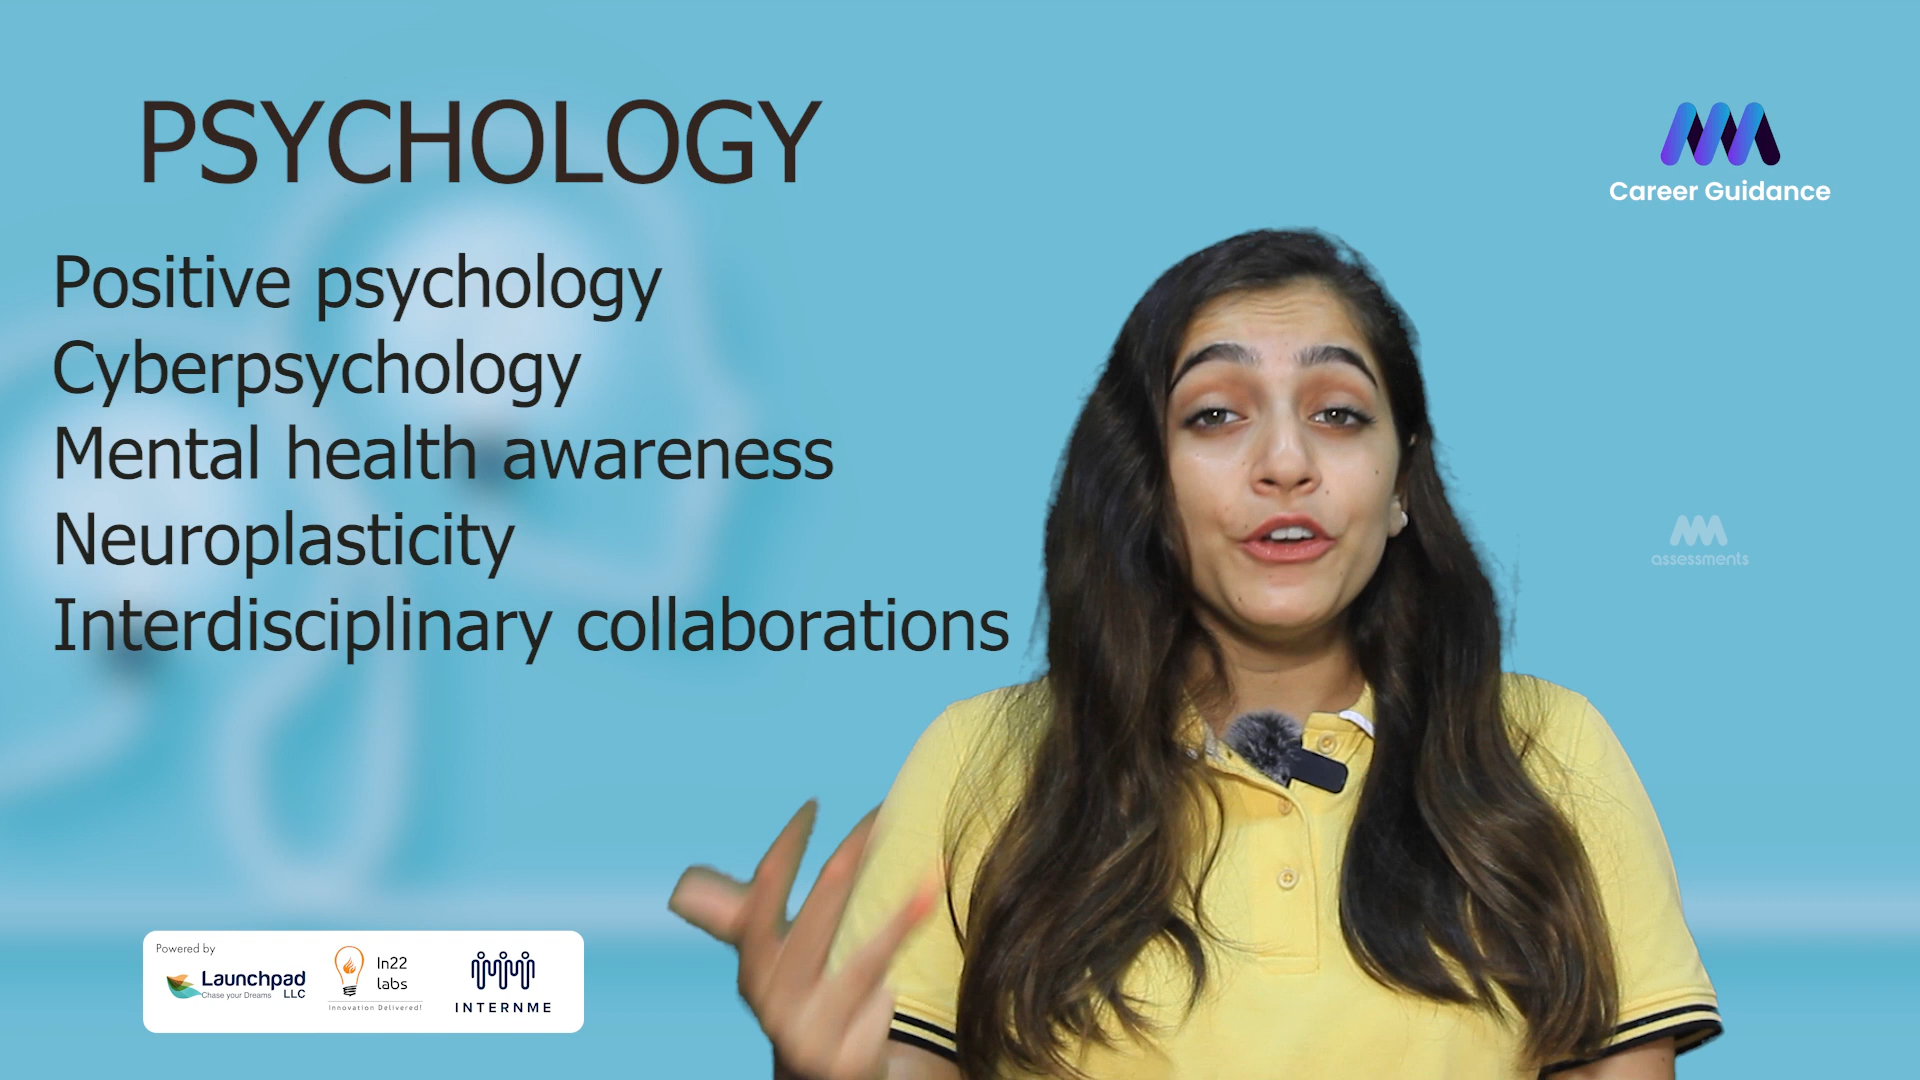 PSYCHOLOGY
Career Guidance
Positive psychology
Cyberpsychology
Mental health awareness
Neuroplasticity
Interdisciplinary collaborations
assessments
Powered by
Launchpad
Chase your Dreams LLC
In22
labs
Innovation Delivered!
INTERNME